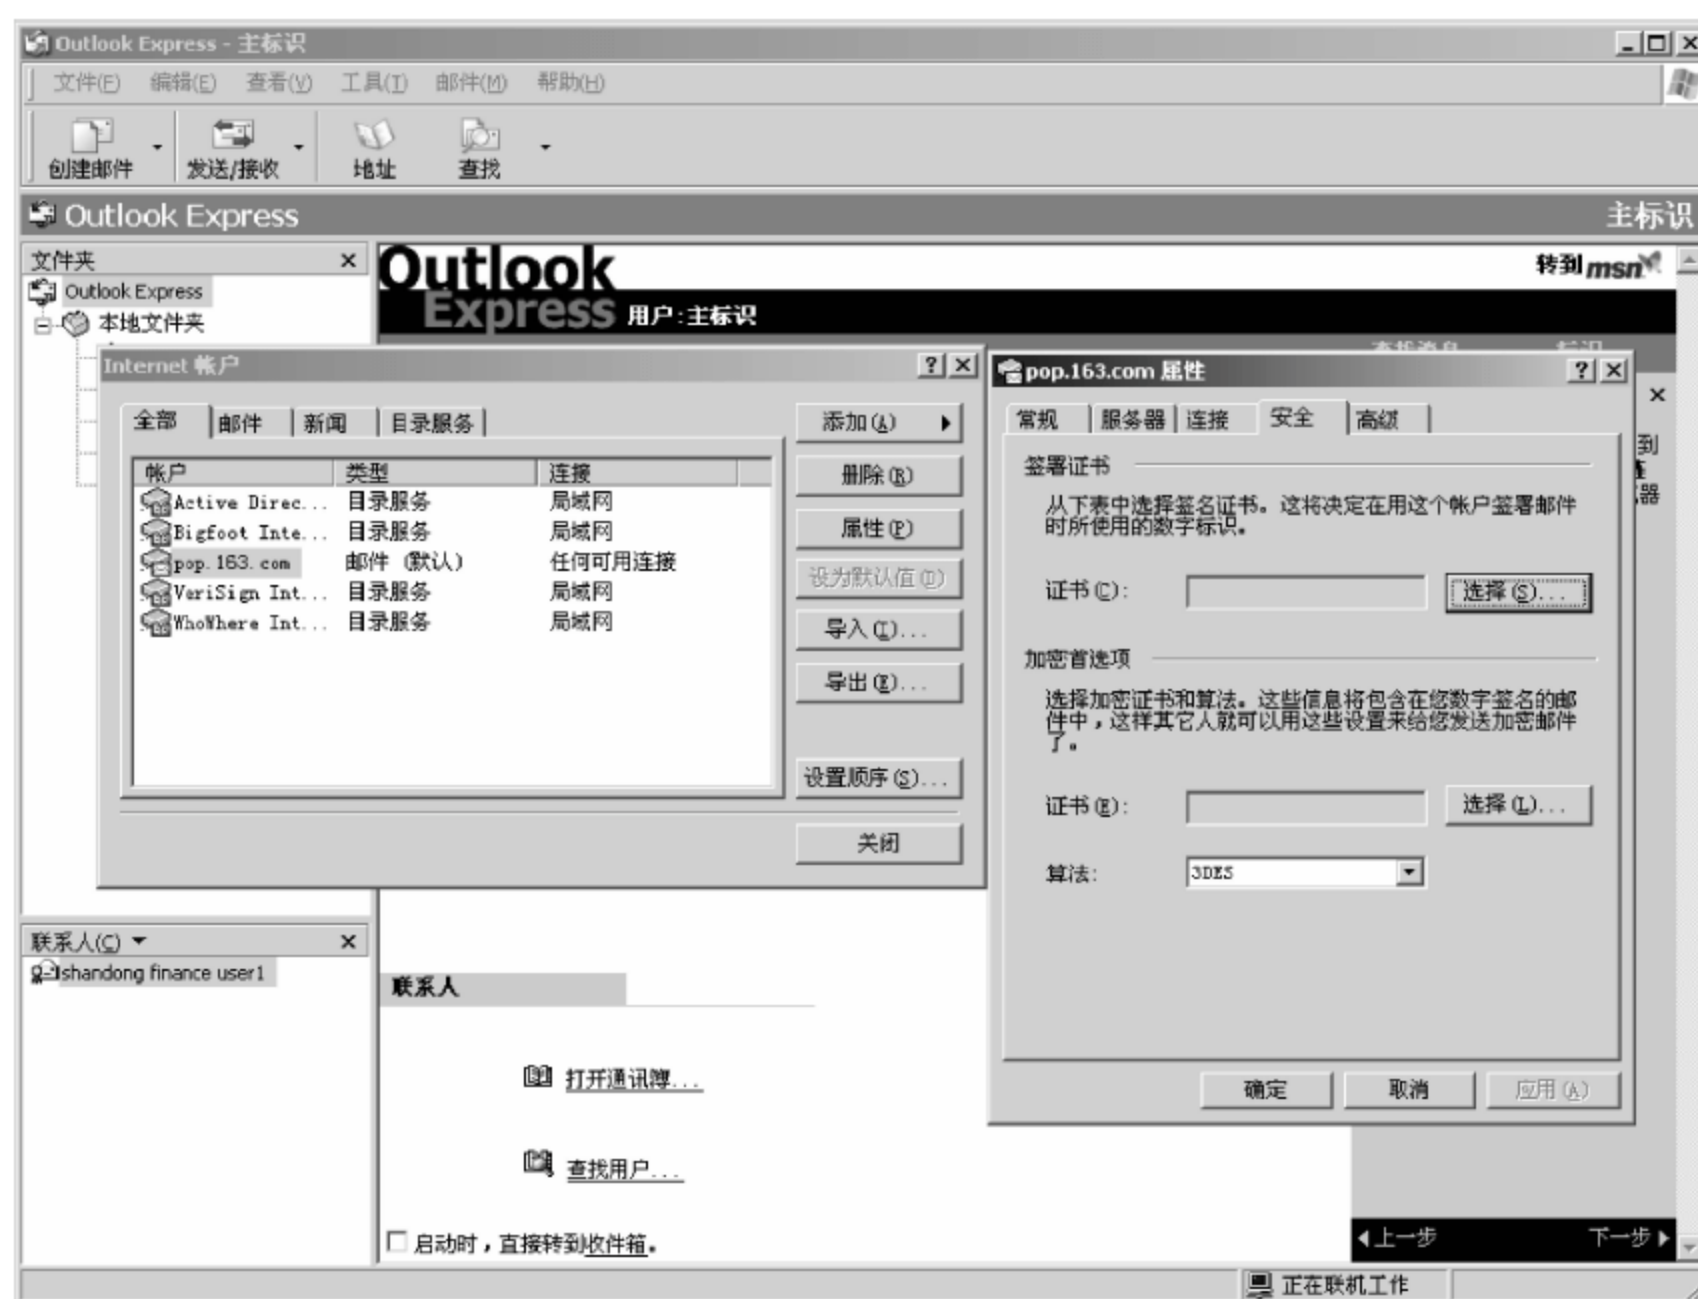 Outlook Express - 主标识
文件(F) 编辑(E) 查看(V) 工具(T) 邮件(M) 帮助(H)
创建邮件 发送/接收 地址 查找
Outlook Express 主标识
文件夹
Outlook Express
本地文件夹
Outlook
Express 用户:主标识
转到 msn
Internet 帐户
全部 邮件 新闻 目录服务
帐户 类型 连接
Active Direc... 目录服务 局域网
Bigfoot Inte... 目录服务 局域网
pop.163.com 邮件 (默认) 任何可用连接
VeriSign Int... 目录服务 局域网
WhoWhere Int... 目录服务 局域网
添加(A)
删除(R)
属性(P)
设为默认值(D)
导入(I)...
导出(E)...
设置顺序(S)...
关闭
pop.163.com 属性
常规 服务器 连接 安全 高级
签署证书
从下表中选择签名证书。这将决定在用这个帐户签署邮件
时所使用的数字标识。
证书(C): 选择(S)...
加密首选项
选择加密证书和算法。这些信息将包含在您数字签名的邮
件中，这样其它人就可以用这些设置来给您发送加密邮件
了。
证书(E): 选择(L)...
算法: 3DES
确定 取消 应用(A)
到
器
联系人(C)
shandong finance user1
联系人
打开通讯簿...
查找用户...
启动时，直接转到收件箱。
上一步 下一步
正在联机工作